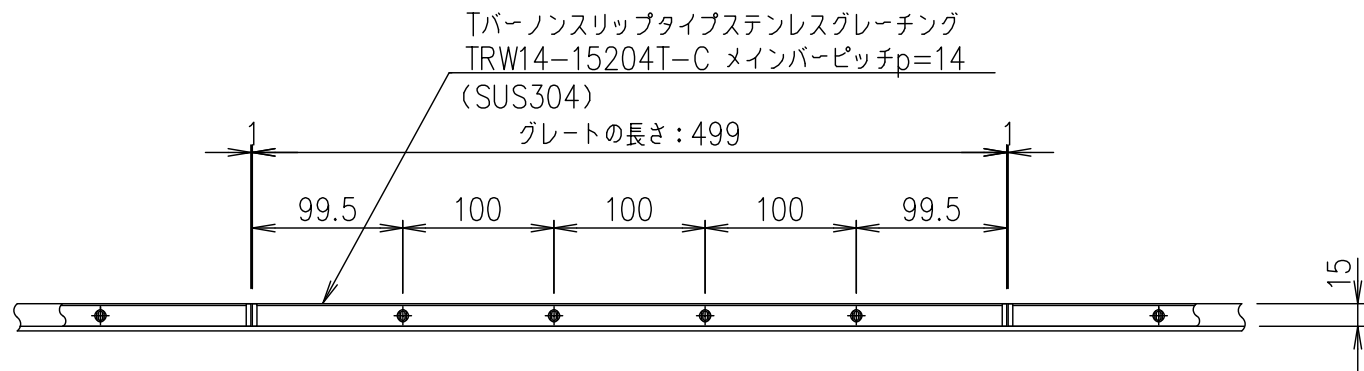 Tバーノンスリップタイプステンレスグレーチング
TRW14-15204T-C メインバーピッチp=14
(SUS304)
1 グレートの長さ:499 1
99.5 100 100 100 99.5
15